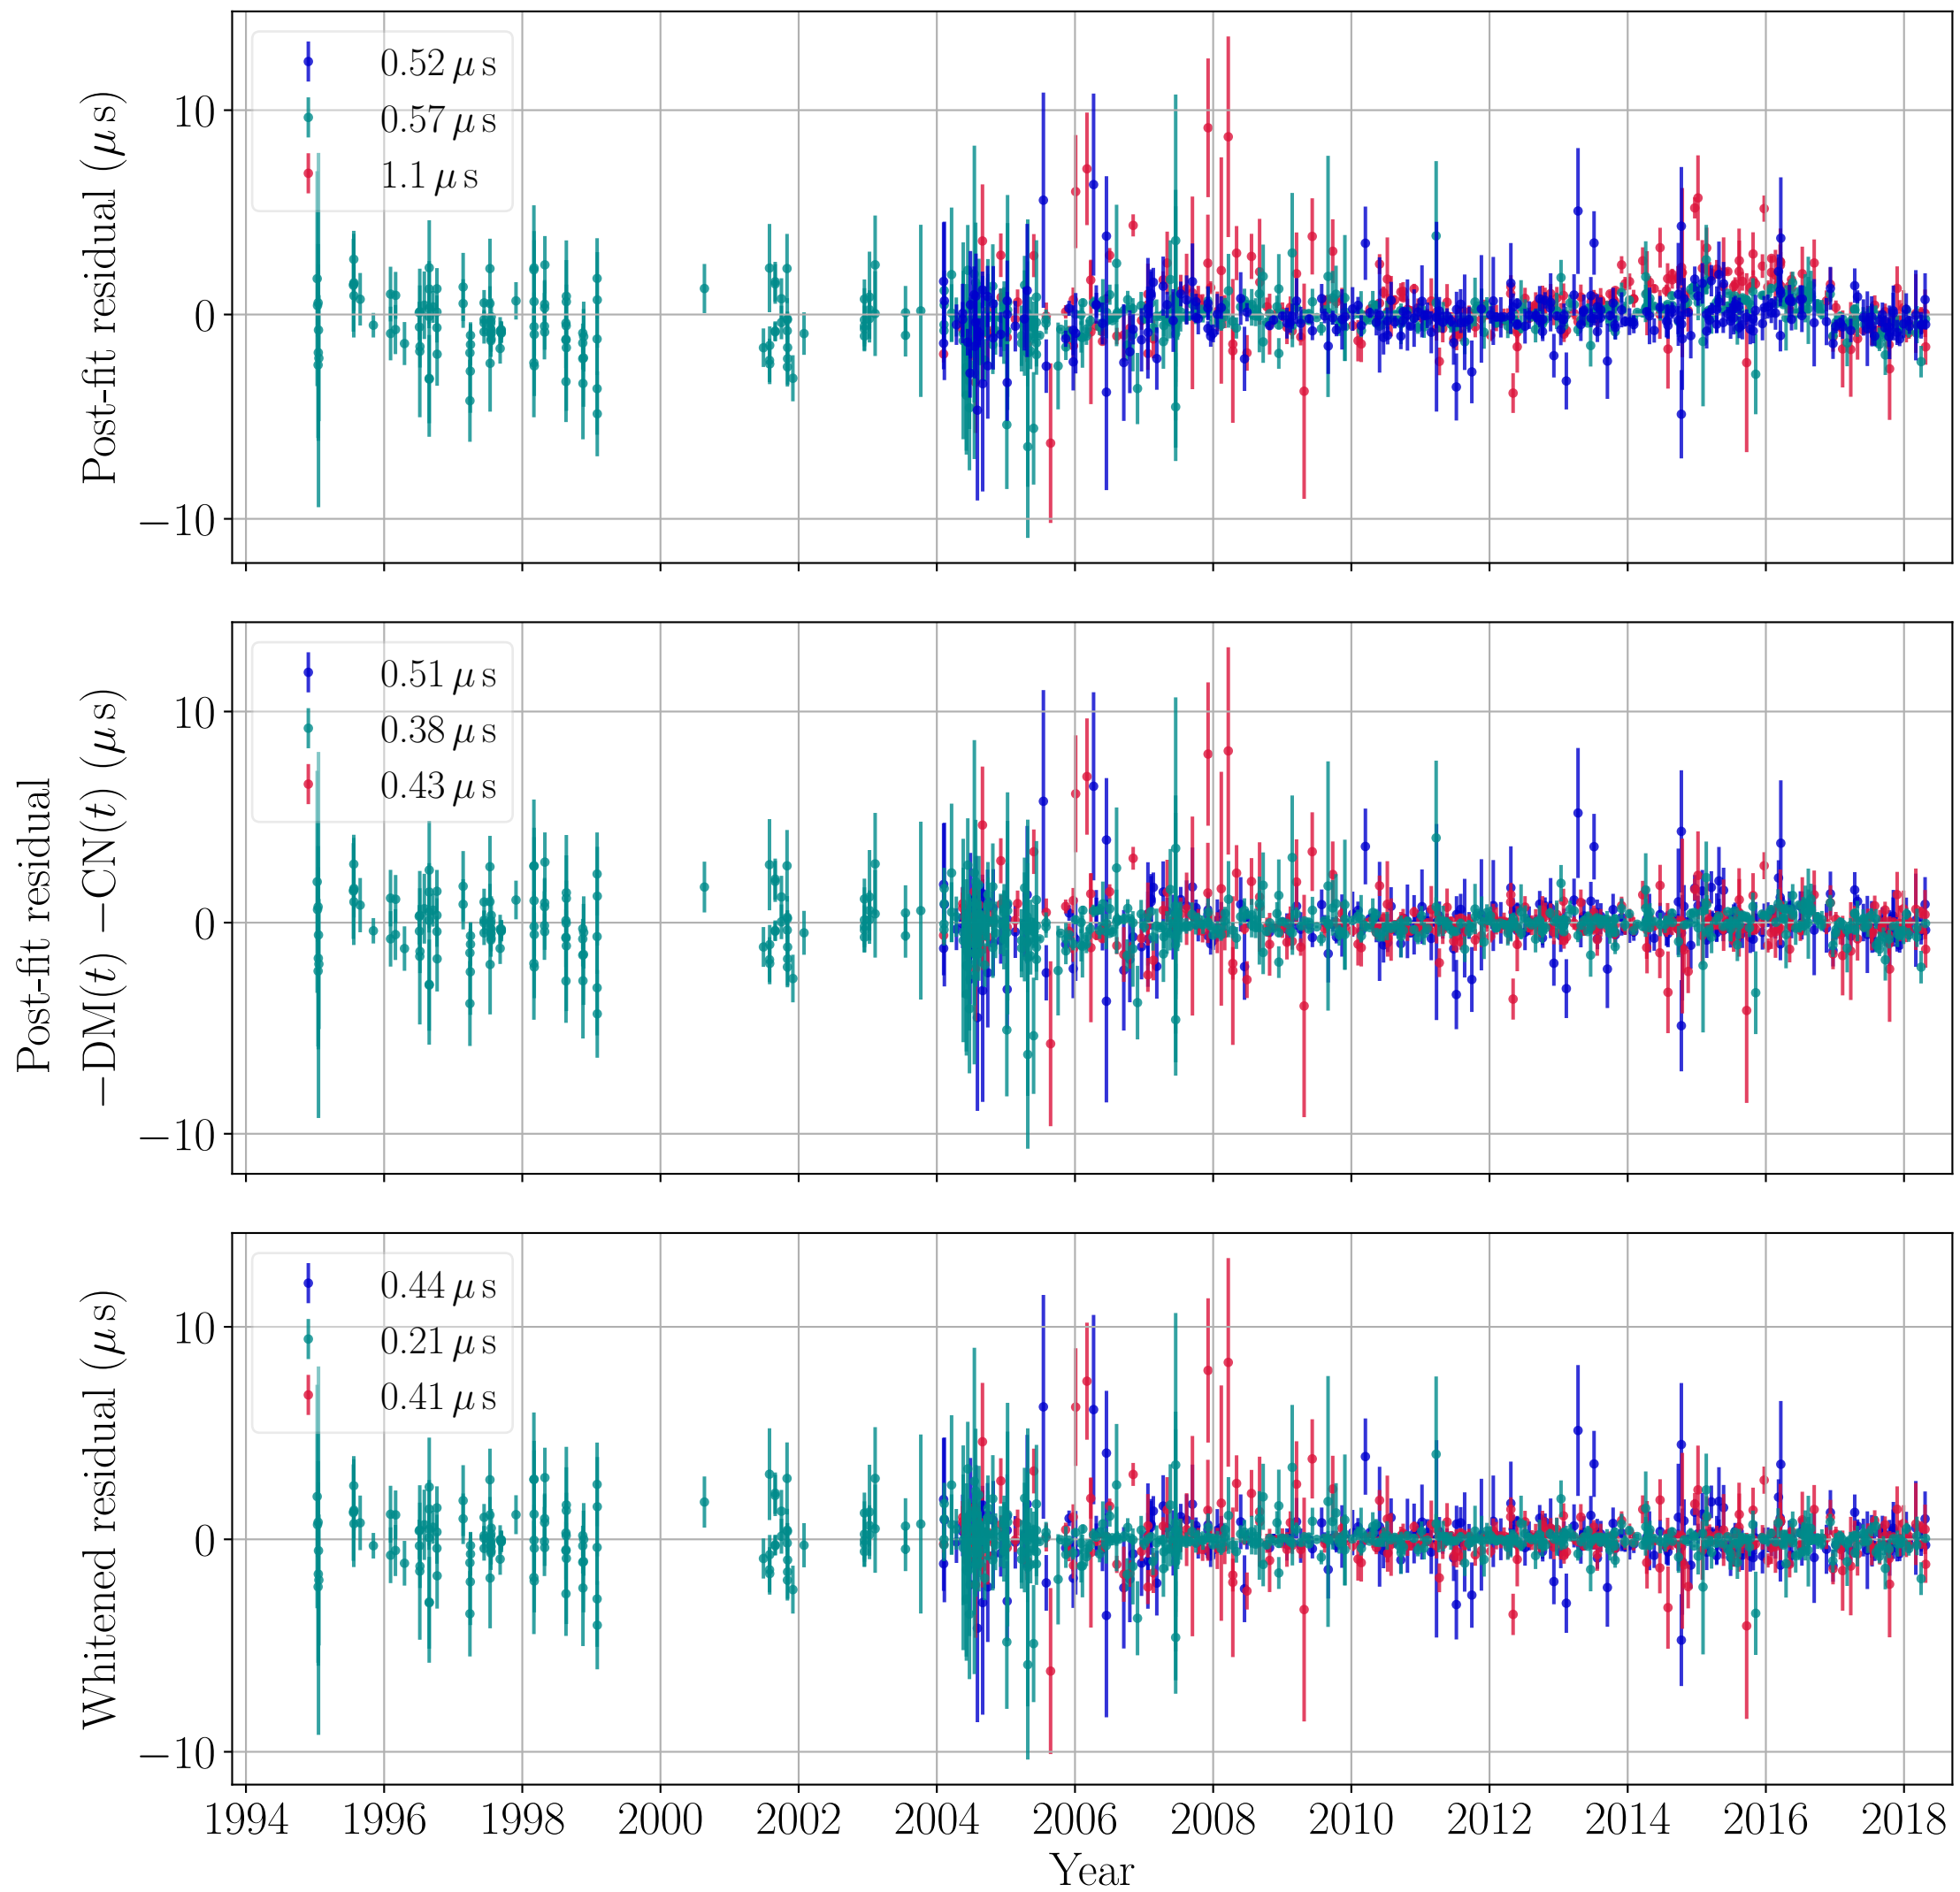 Post-fit residual (μs)
10
0
−10
0.52 μs
0.57 μs
1.1 μs
Post-fit residual
−DM(t) −CN(t) (μs)
10
0
−10
0.51 μs
0.38 μs
0.43 μs
Whitened residual (μs)
10
0
−10
0.44 μs
0.21 μs
0.41 μs
1994 1996 1998 2000 2002 2004 2006 2008 2010 2012 2014 2016 2018
Year